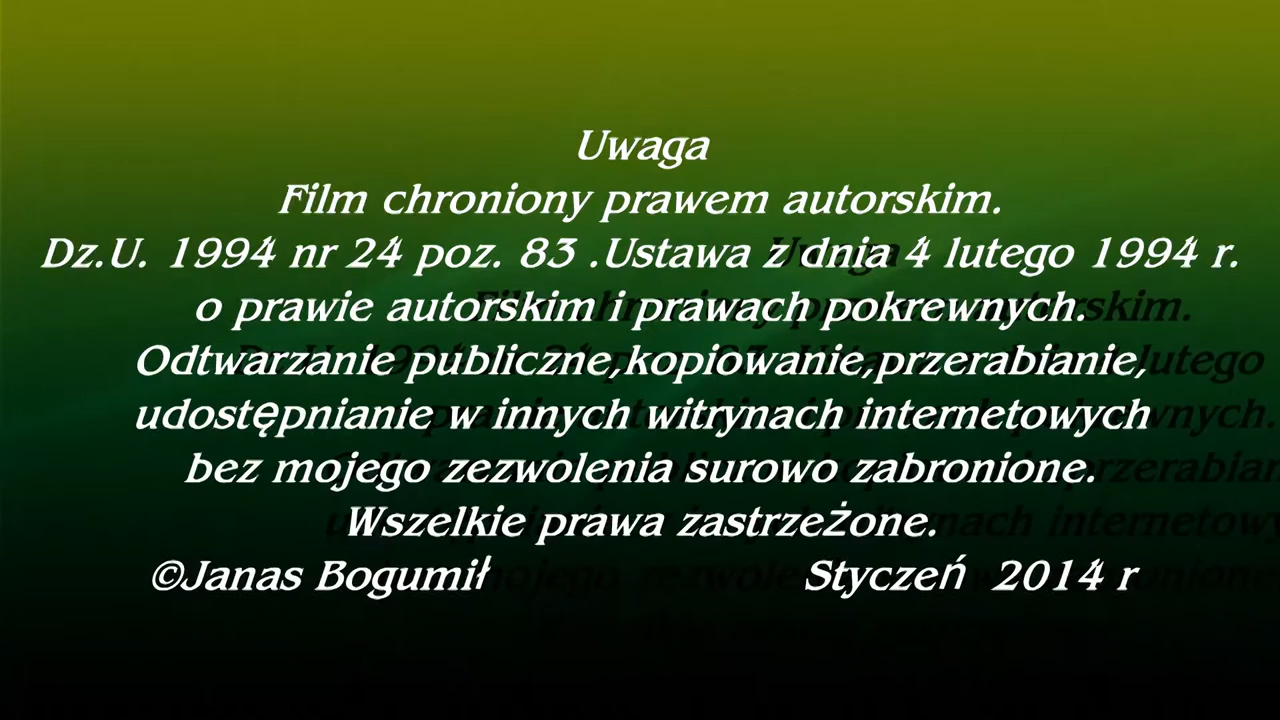 Uwaga
Film chroniony prawem autorskim.
Dz.U. 1994 nr 24 poz. 83 .Ustawa z dnia 4 lutego 1994 r.
o prawie autorskim i prawach pokrewnych.
Odtwarzanie publiczne,kopiowanie,przerabianie,
udostępnianie w innych witrynach internetowych
bez mojego zezwolenia surowo zabronione.
Wszelkie prawa zastrzeżone.
©Janas Bogumił Styczeń 2014 r